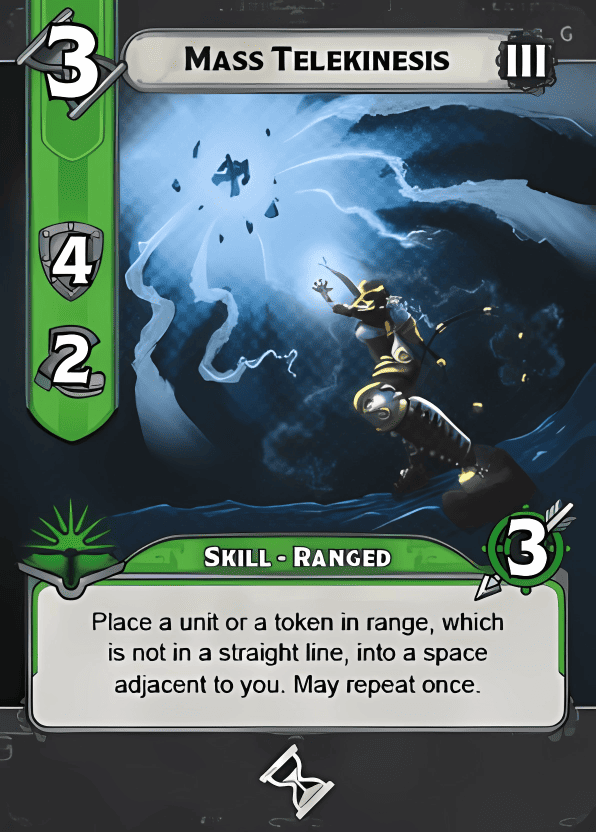 G
3
MASS TELEKINESIS
III
4
2
SKILL - RANGED
3
Place a unit or a token in range, which
is not in a straight line, into a space
adjacent to you. May repeat once.